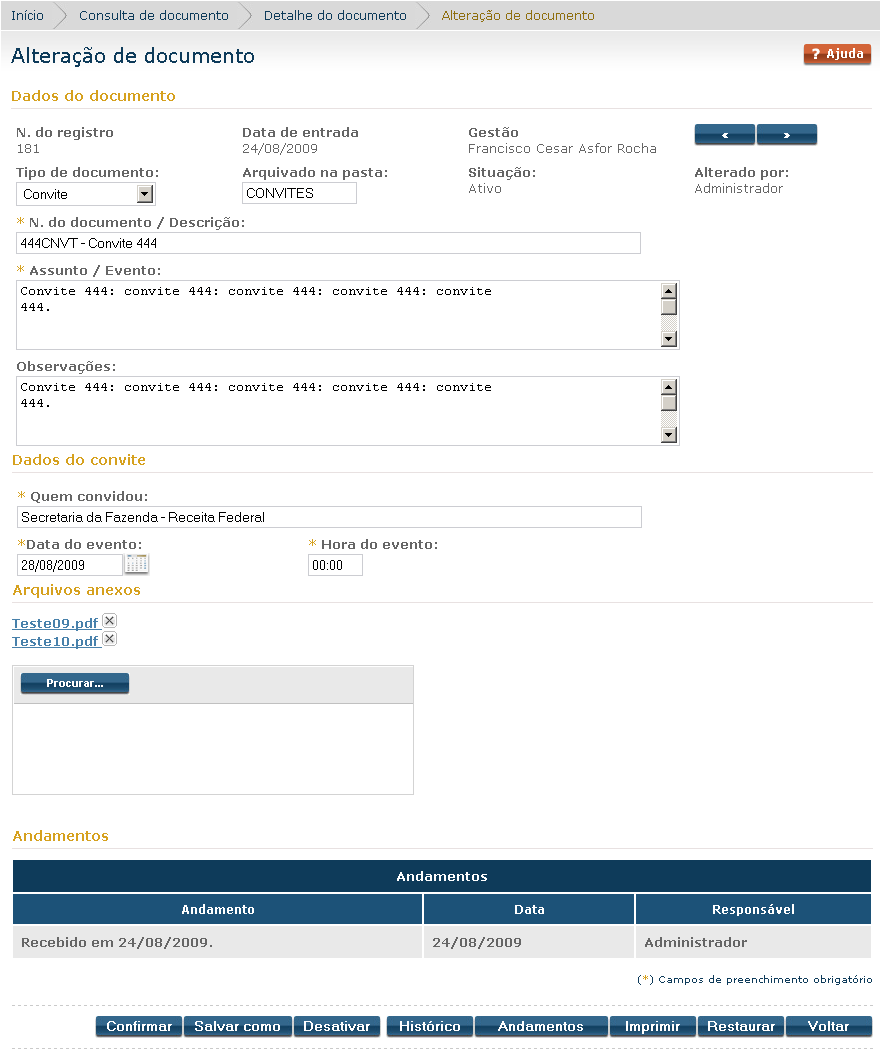 Início Consulta de documento Detalhe do documento Alteração de documento
Alteração de documento
? Ajuda
Dados do documento
N. do registro Data de entrada Gestão
181 24/08/2009 Francisco Cesar Asfor Rocha
« »
Tipo de documento: Arquivado na pasta: Situação: Alterado por:
Convite CONVITES Ativo Administrador
* N. do documento / Descrição:
444CNVT - Convite 444
* Assunto / Evento:
Convite 444: convite 444: convite 444: convite 444: convite
444.
Observações:
Convite 444: convite 444: convite 444: convite 444: convite
444.
Dados do convite
* Quem convidou:
Secretaria da Fazenda - Receita Federal
*Data do evento: * Hora do evento:
28/08/2009 00:00
Arquivos anexos
Teste09.pdf
Teste10.pdf
Procurar...
Andamentos
Andamentos
Andamento Data Responsável
Recebido em 24/08/2009. 24/08/2009 Administrador
(*) Campos de preenchimento obrigatório
Confirmar Salvar como Desativar Histórico Andamentos Imprimir Restaurar Voltar